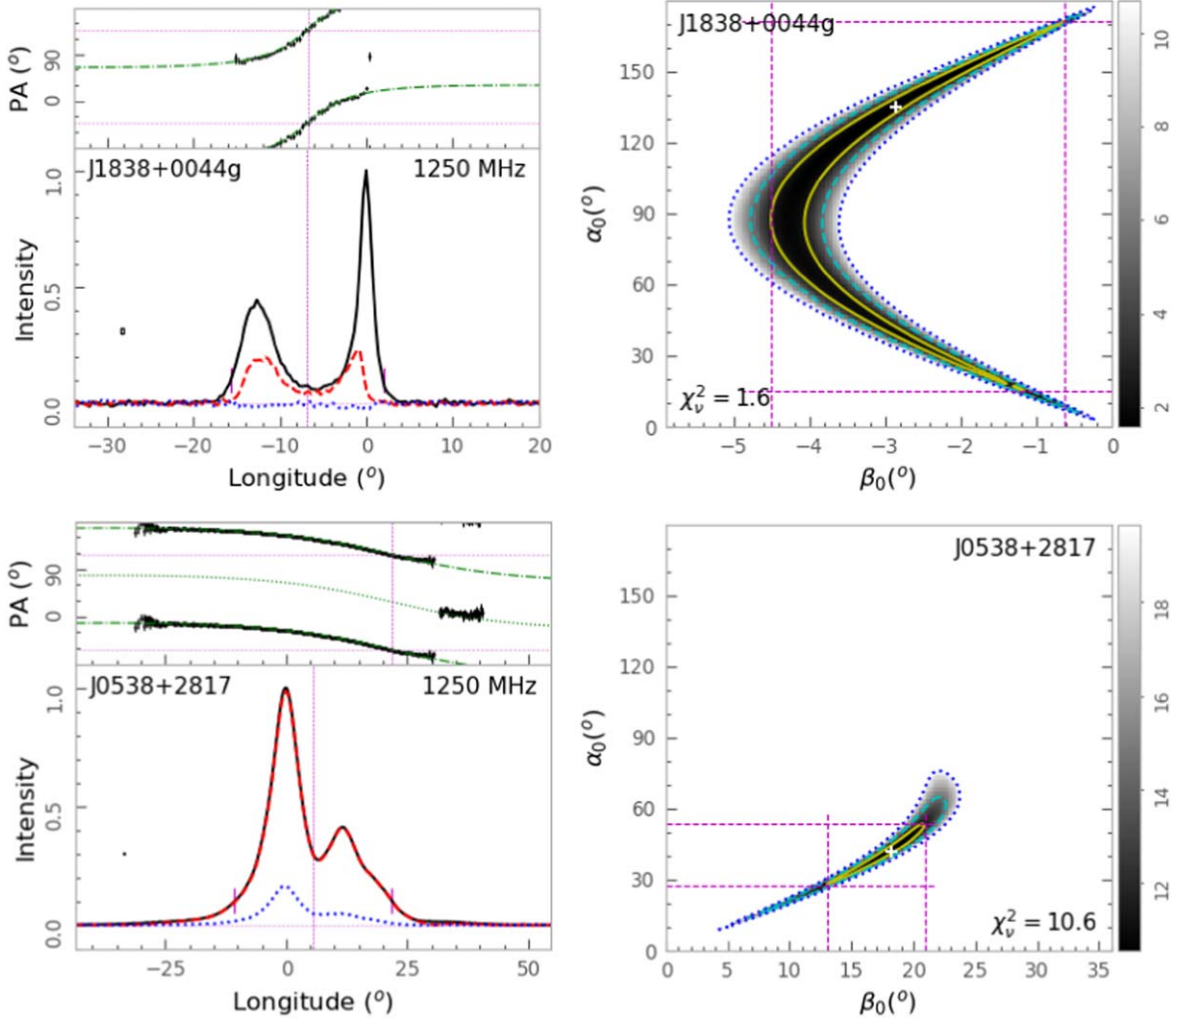 PA (°)
90
0
J1838+0044g 1250 MHz
Intensity
1.0
0.5
0.0
−30 −20 −10 0 10 20
Longitude (°)
J1838+0044g
α₀(°)
150
120
90
60
30
0
χ²ᵥ = 1.6
−5 −4 −3 −2 −1 0
β₀(°)
10
8
6
4
2
PA (°)
90
0
J0538+2817 1250 MHz
Intensity
1.0
0.5
0.0
−25 0 25 50
Longitude (°)
J0538+2817
α₀(°)
150
120
90
60
30
0
χ²ᵥ = 10.6
0 5 10 15 20 25 30 35
β₀(°)
18
16
14
12